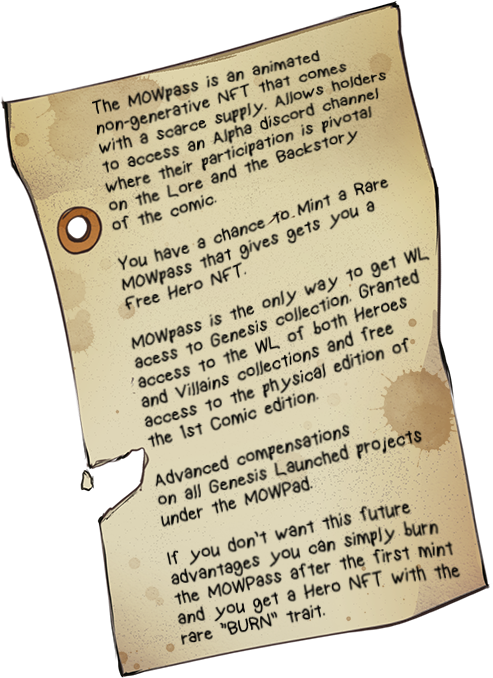 The MOWpass is an animated
non-generative NFT that comes
with a scarce supply. Allows holders
to access an Alpha discord channel
where their participation is pivotal
on the Lore and the Backstory
of the comic.
You have a chance to Mint a Rare
MOWpass that gives gets you a
Free Hero NFT.
MOWpass is the only way to get WL
acess to Genesis collection. Granted
access to the WL of both Heroes
and Villains collections and free
access to the physical edition of
the 1st Comic edition.
Advanced compensations
on all Genesis Launched projects
under the MOWPad.
If you don't want this future
advantages you can simply burn
the MOWPass after the first mint
and you get a Hero NFT with the
rare "BURN" trait.